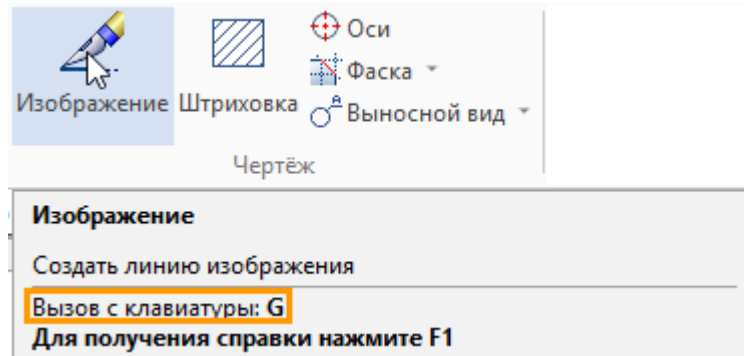 Изображение
Штриховка
Оси
Фаска
Выносной вид
Чертёж
Изображение
Создать линию изображения
Вызов с клавиатуры: G
Для получения справки нажмите F1